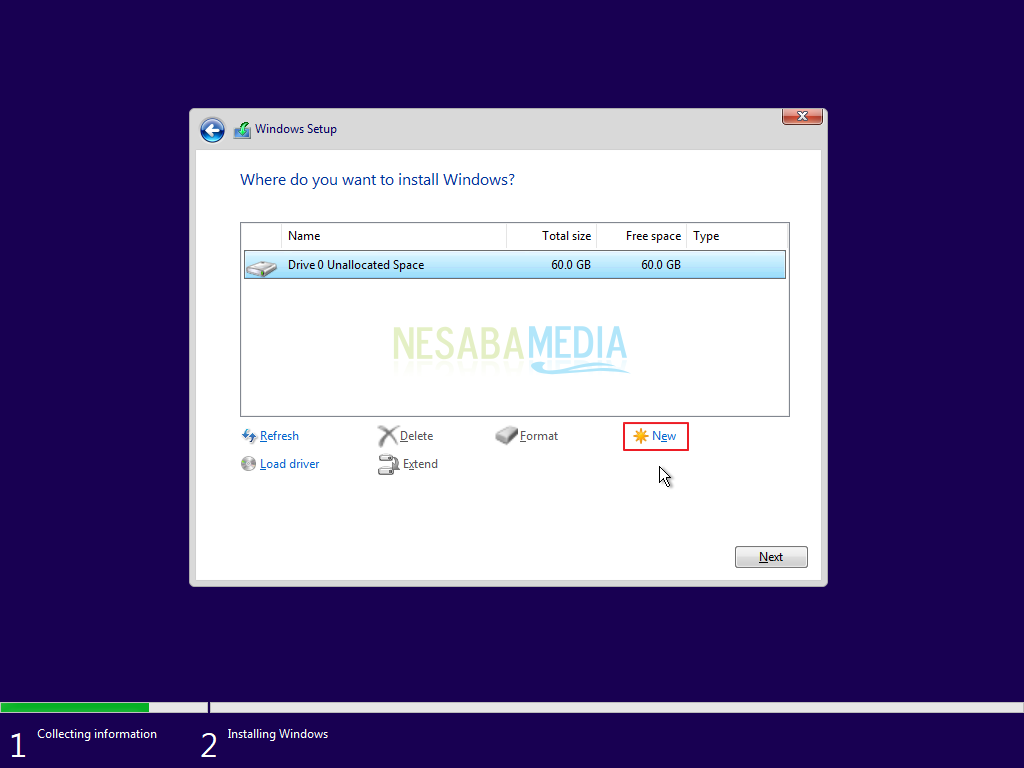 Windows Setup
Where do you want to install Windows?
Name Total size Free space Type
Drive 0 Unallocated Space 60.0 GB 60.0 GB
NESABAMEDIA
Refresh Delete Format New
Load driver Extend
Next
1 Collecting information 2 Installing Windows